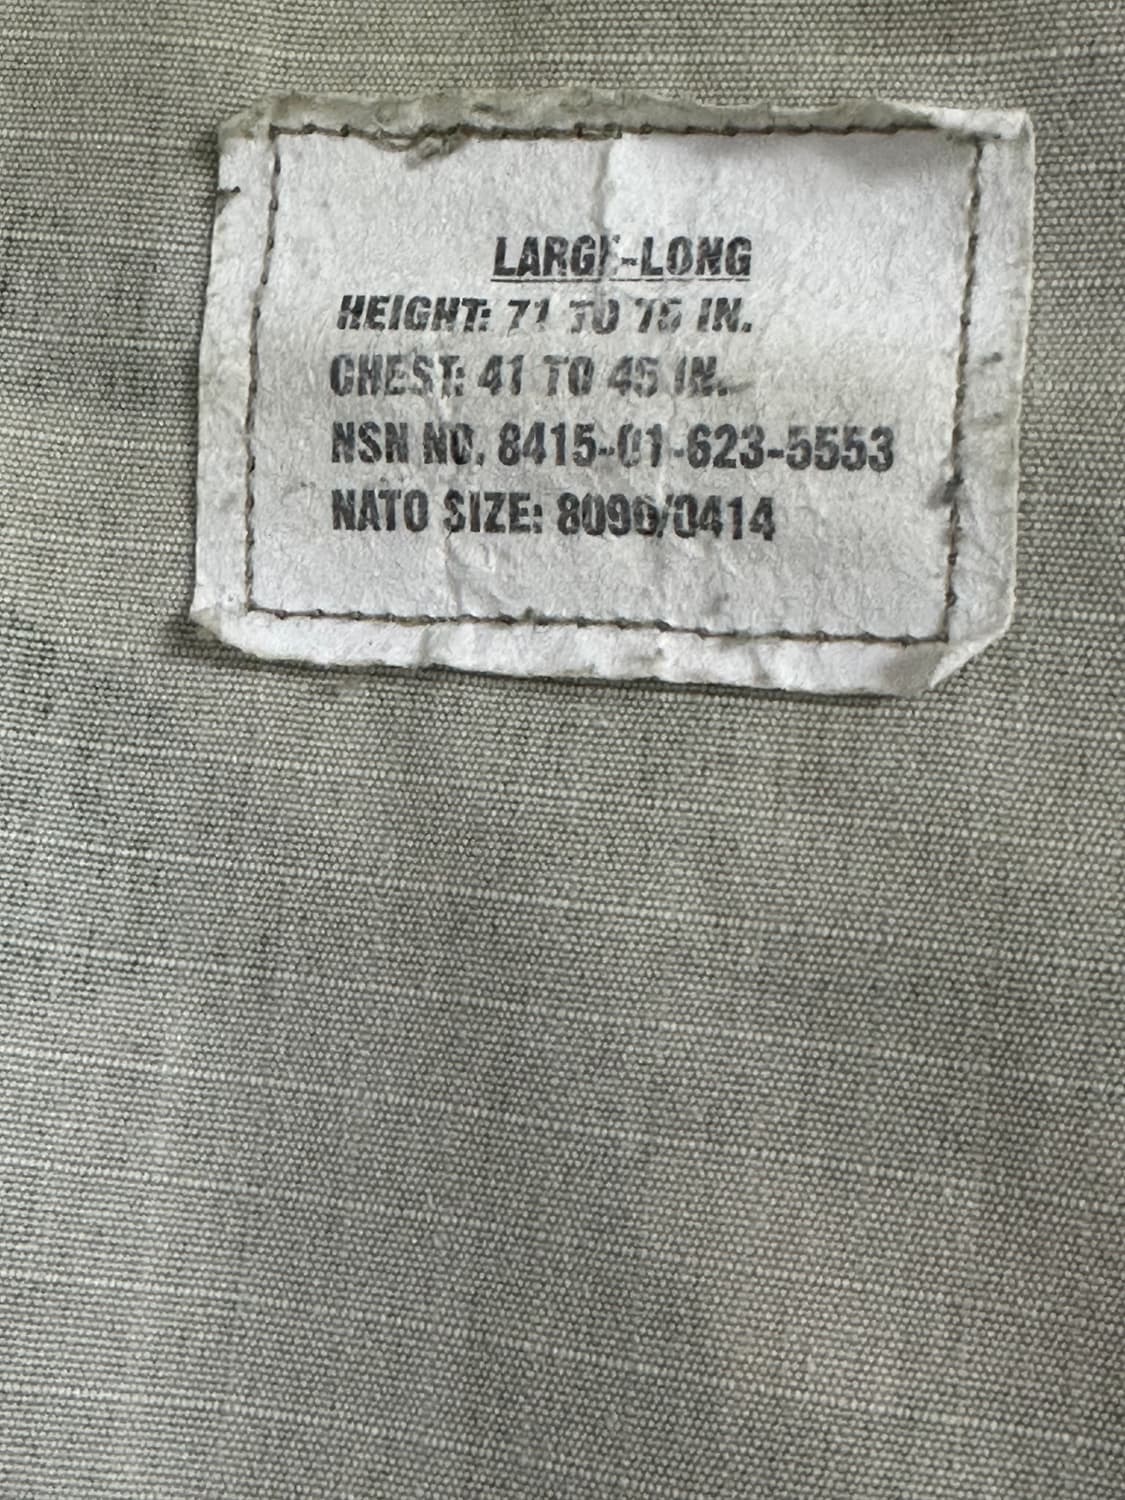 LARGE-LONG
HEIGHT: 71 TO 75 IN.
CHEST: 41 TO 45 IN.
NSN NO. 8415-01-623-5553
NATO SIZE: 8090/0414